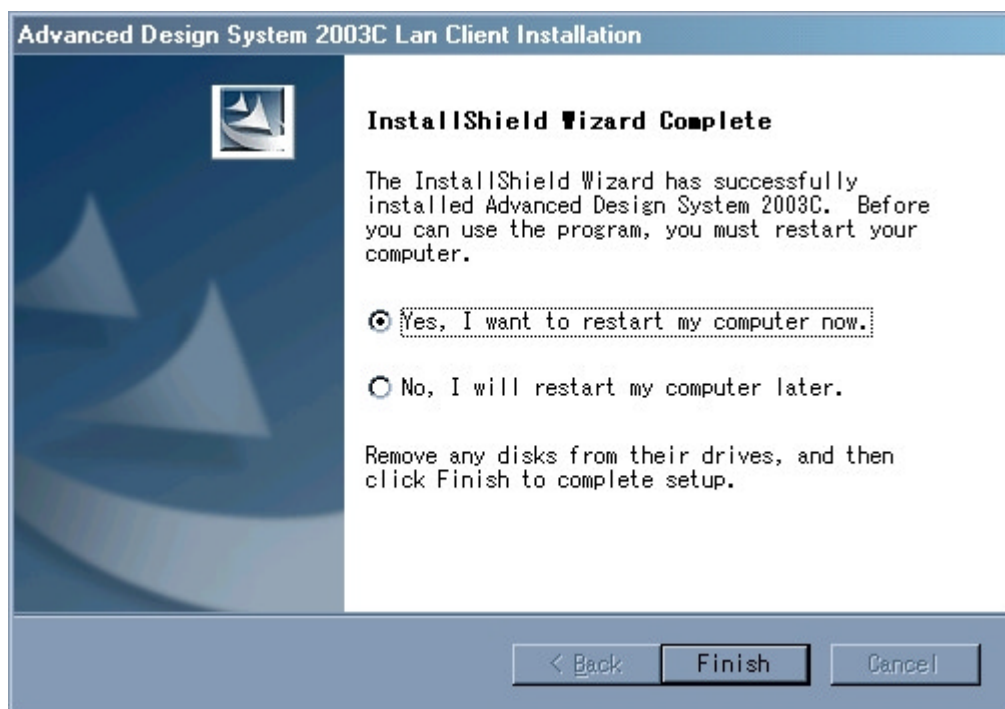 Advanced Design System 2003C Lan Client Installation
InstallShield Wizard Complete
The InstallShield Wizard has successfully
installed Advanced Design System 2003C.  Before
you can use the program, you must restart your
computer.
Yes, I want to restart my computer now.
No, I will restart my computer later.
Remove any disks from their drives, and then
click Finish to complete setup.
< Back
Finish
Cancel